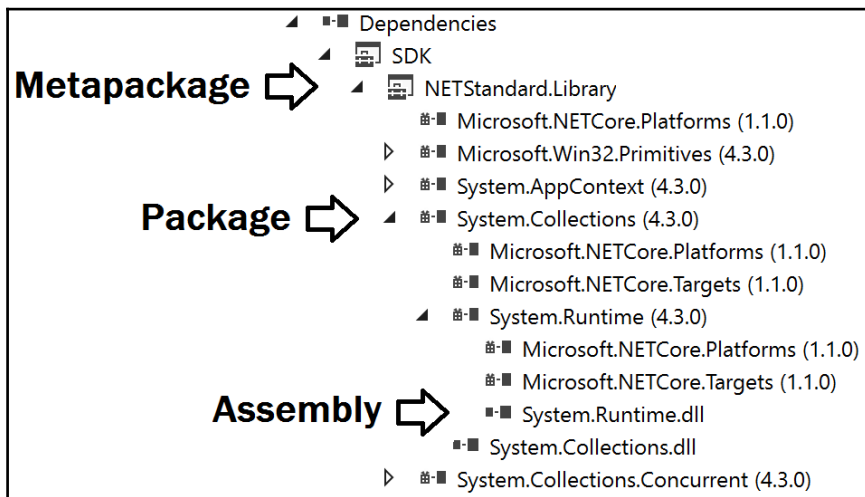 Dependencies
SDK
Metapackage NETStandard.Library
Microsoft.NETCore.Platforms (1.1.0)
Microsoft.Win32.Primitives (4.3.0)
System.AppContext (4.3.0)
Package System.Collections (4.3.0)
Microsoft.NETCore.Platforms (1.1.0)
Microsoft.NETCore.Targets (1.1.0)
System.Runtime (4.3.0)
Microsoft.NETCore.Platforms (1.1.0)
Microsoft.NETCore.Targets (1.1.0)
Assembly System.Runtime.dll
System.Collections.dll
System.Collections.Concurrent (4.3.0)